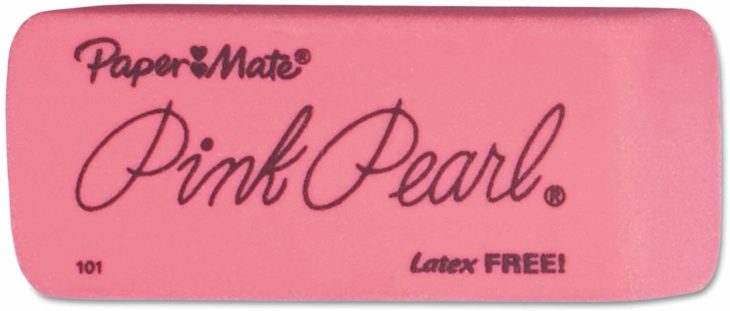 Paper Mate®
Pink Pearl®
101 Latex FREE!